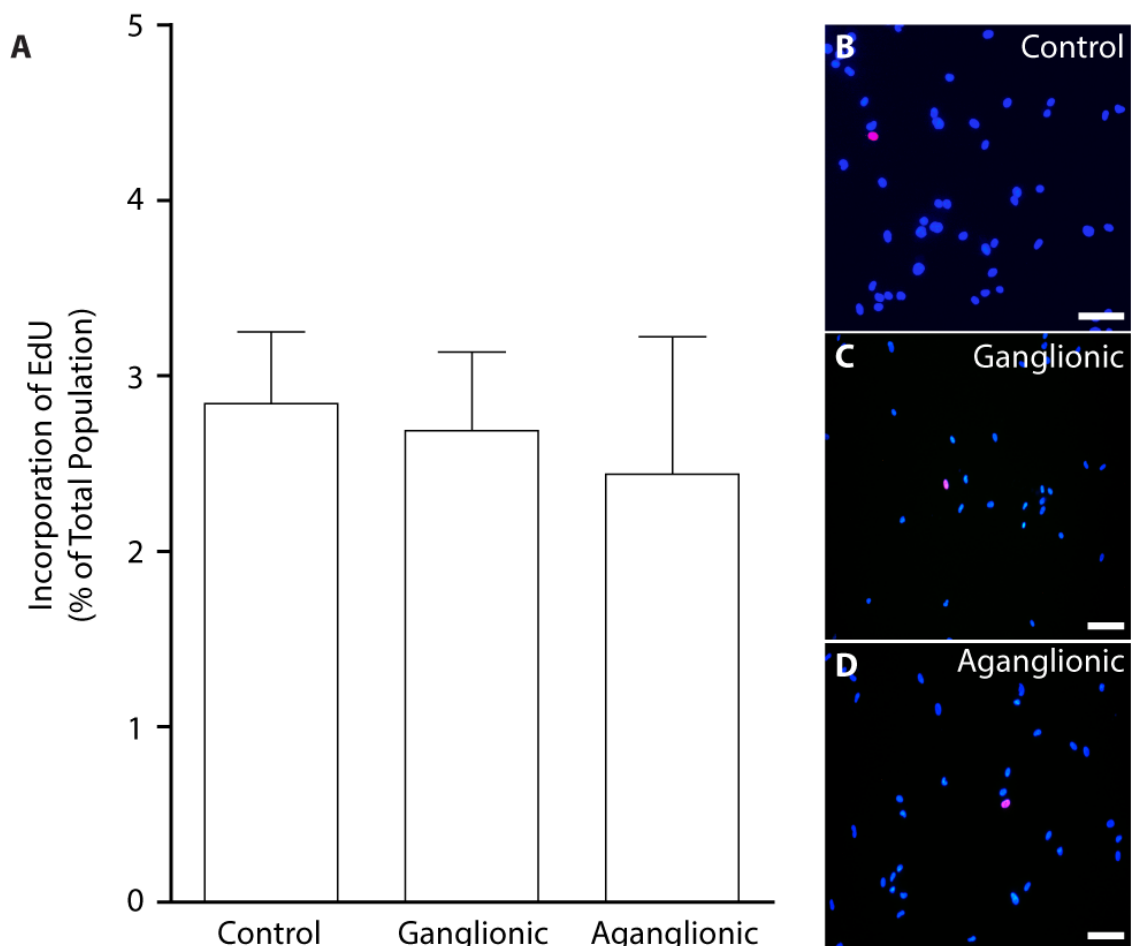 A
Incorporation of EdU
(% of Total Population)
5
4
3
2
1
0
Control
Ganglionic
Aganglionic
B
Control
C
Ganglionic
D
Aganglionic